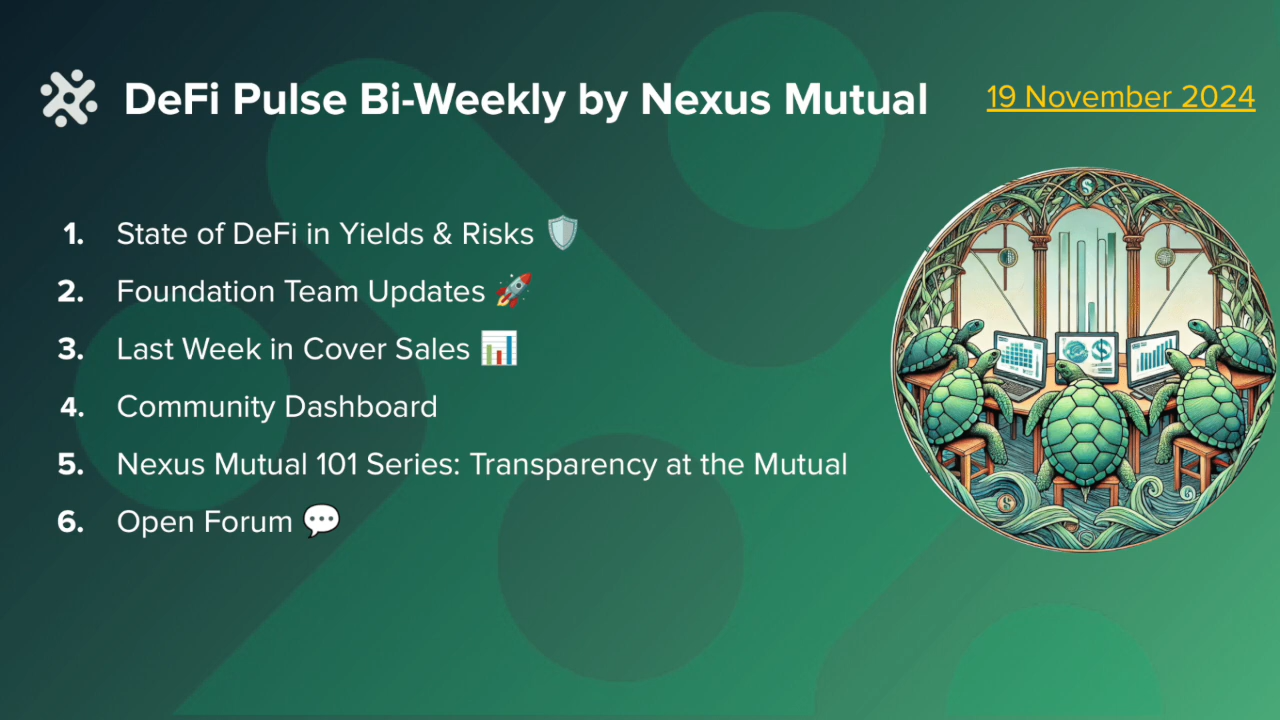 DeFi Pulse Bi-Weekly by Nexus Mutual
19 November 2024
1. State of DeFi in Yields & Risks 🛡️
2. Foundation Team Updates 🚀
3. Last Week in Cover Sales 📊
4. Community Dashboard
5. Nexus Mutual 101 Series: Transparency at the Mutual
6. Open Forum 💬